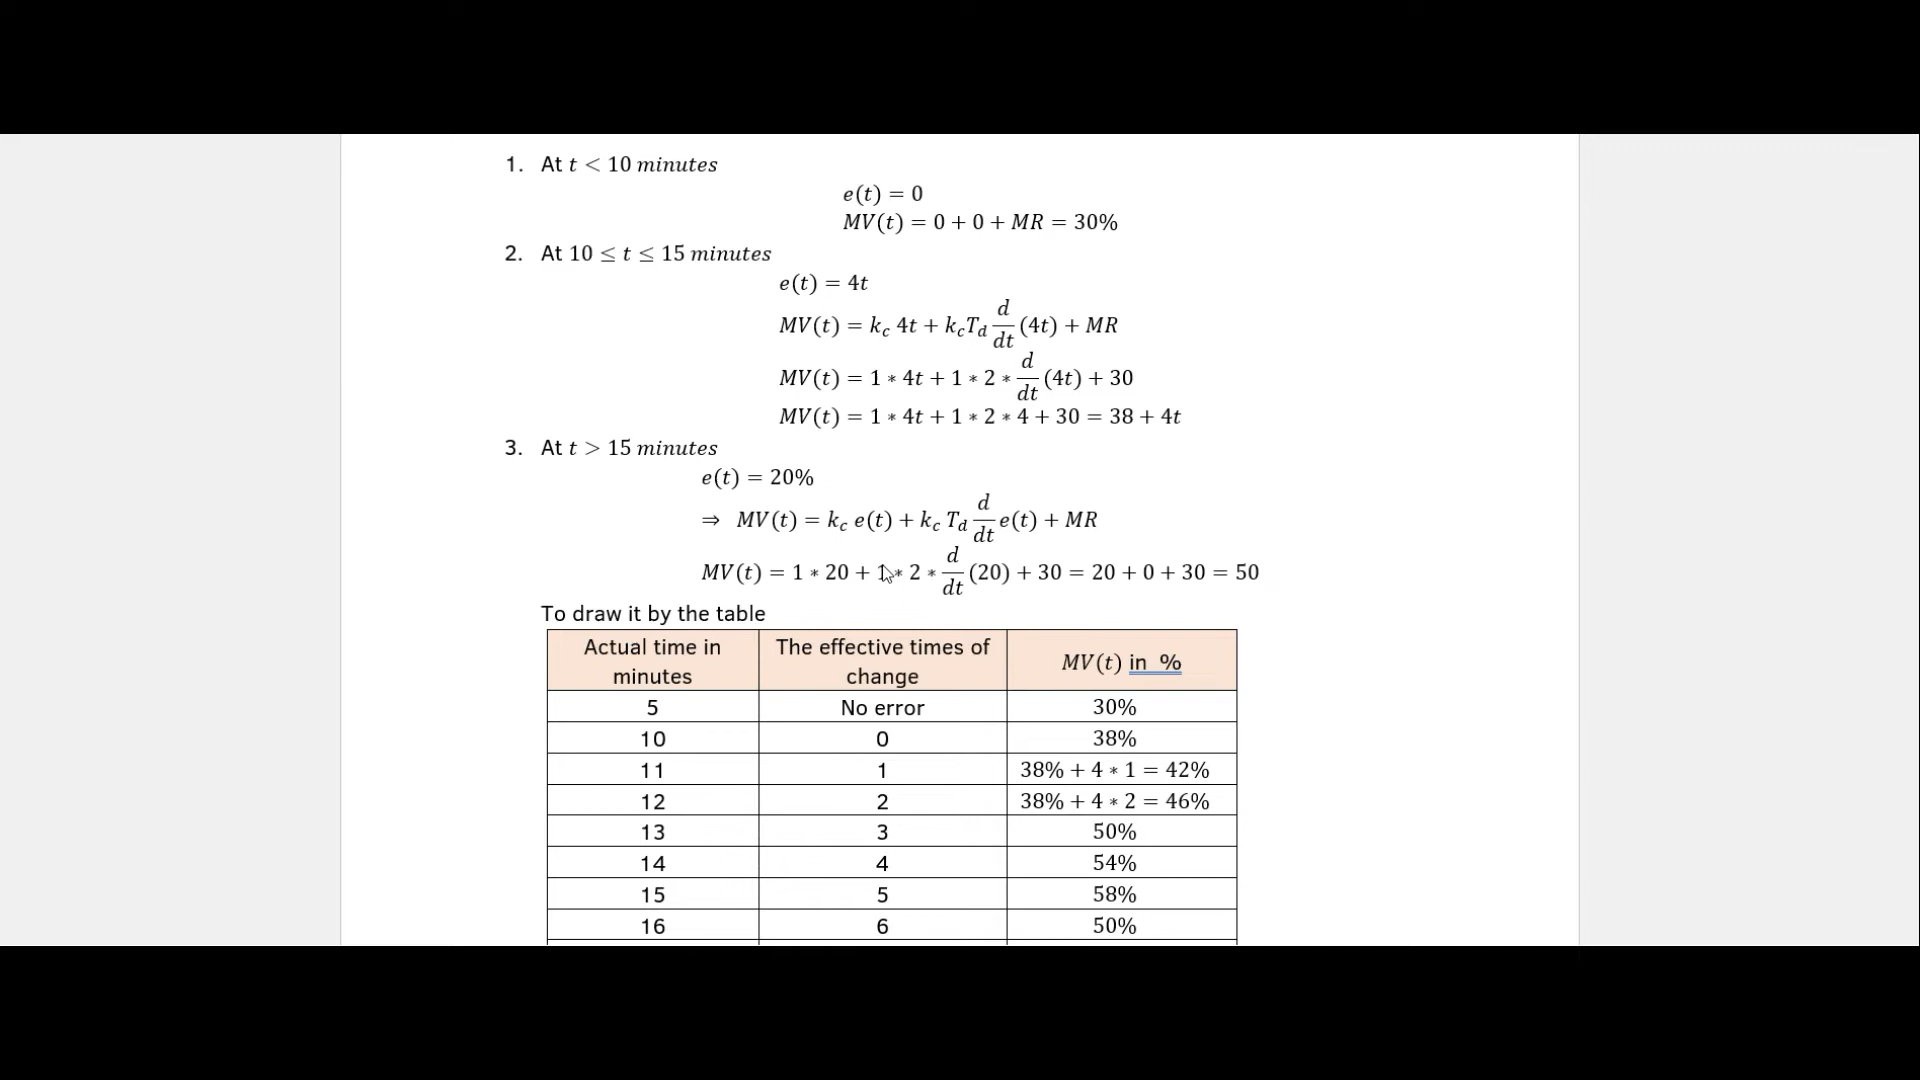 1. At t < 10 minutes
e(t) = 0
MV(t) = 0 + 0 + MR = 30%
2. At 10 ≤ t ≤ 15 minutes
e(t) = 4t
MV(t) = k_c 4t + k_c T_d d/dt (4t) + MR
MV(t) = 1 ∗ 4t + 1 ∗ 2 ∗ d/dt (4t) + 30
MV(t) = 1 ∗ 4t + 1 ∗ 2 ∗ 4 + 30 = 38 + 4t
3. At t > 15 minutes
e(t) = 20%
⇒ MV(t) = k_c e(t) + k_c T_d d/dt e(t) + MR
MV(t) = 1 ∗ 20 + 1 ∗ 2 ∗ d/dt (20) + 30 = 20 + 0 + 30 = 50
To draw it by the table
Actual time in minutes | The effective times of change | MV(t) in %
5 | No error | 30%
10 | 0 | 38%
11 | 1 | 38% + 4 ∗ 1 = 42%
12 | 2 | 38% + 4 ∗ 2 = 46%
13 | 3 | 50%
14 | 4 | 54%
15 | 5 | 58%
16 | 6 | 50%